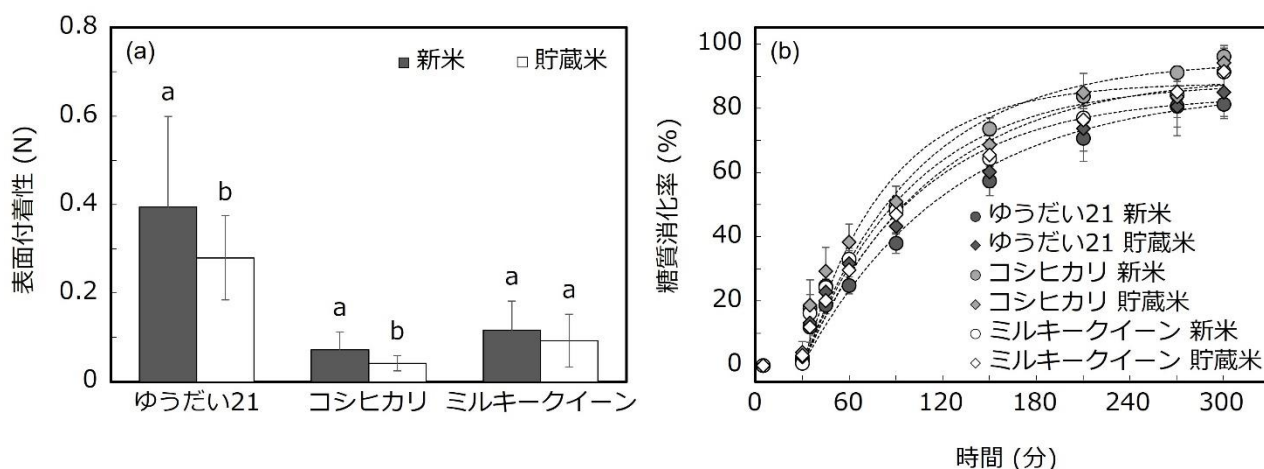 (a)
新米 貯蔵米
表面付着性 (N)
0.8
0.6
0.4
0.2
0
a
b
a
b
a
a
ゆうだい21 コシヒカリ ミルキークイーン
(b)
糖質消化率 (%)
100
80
60
40
20
0
ゆうだい21 新米
ゆうだい21 貯蔵米
コシヒカリ 新米
コシヒカリ 貯蔵米
ミルキークイーン 新米
ミルキークイーン 貯蔵米
0 60 120 180 240 300
時間 (分)